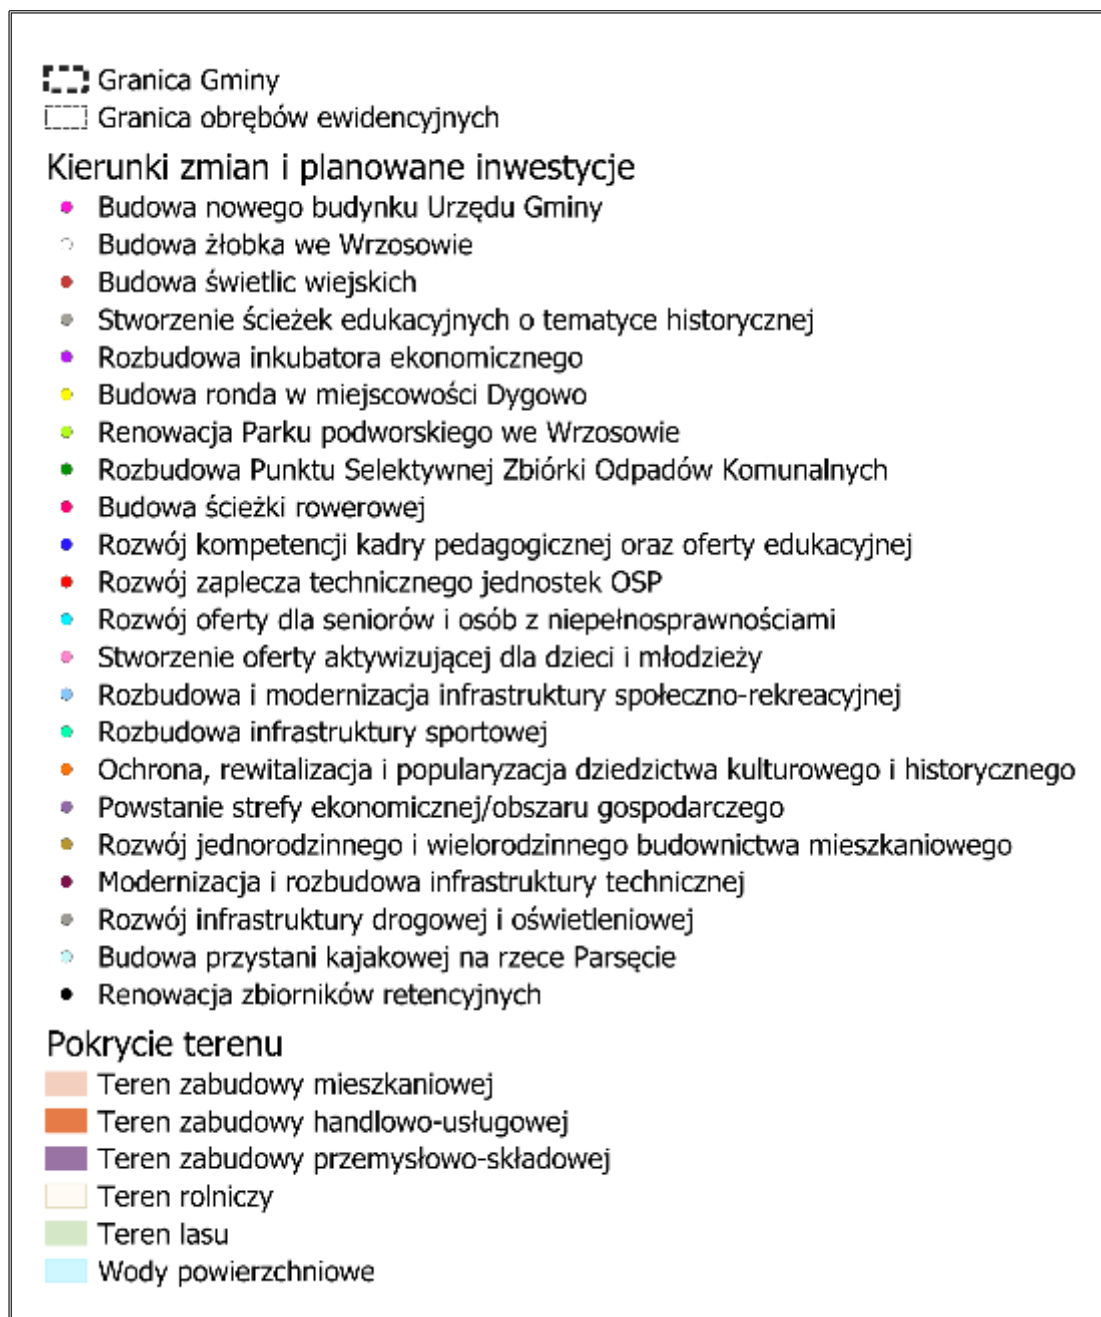 Granica Gminy
Granica obrębów ewidencyjnych
Kierunki zmian i planowane inwestycje
Budowa nowego budynku Urzędu Gminy
Budowa żłobka we Wrzosowie
Budowa świetlic wiejskich
Stworzenie ścieżek edukacyjnych o tematyce historycznej
Rozbudowa inkubatora ekonomicznego
Budowa ronda w miejscowości Dygowo
Renowacja Parku podworskiego we Wrzosowie
Rozbudowa Punktu Selektywnej Zbiórki Odpadów Komunalnych
Budowa ścieżki rowerowej
Rozwój kompetencji kadry pedagogicznej oraz oferty edukacyjnej
Rozwój zaplecza technicznego jednostek OSP
Rozwój oferty dla seniorów i osób z niepełnosprawnościami
Stworzenie oferty aktywizującej dla dzieci i młodzieży
Rozbudowa i modernizacja infrastruktury społeczno-rekreacyjnej
Rozbudowa infrastruktury sportowej
Ochrona, rewitalizacja i popularyzacja dziedzictwa kulturowego i historycznego
Powstanie strefy ekonomicznej/obszaru gospodarczego
Rozwój jednorodzinnego i wielorodzinnego budownictwa mieszkaniowego
Modernizacja i rozbudowa infrastruktury technicznej
Rozwój infrastruktury drogowej i oświetleniowej
Budowa przystani kajakowej na rzece Parsęcie
Renowacja zbiorników retencyjnych
Pokrycie terenu
Teren zabudowy mieszkaniowej
Teren zabudowy handlowo-usługowej
Teren zabudowy przemysłowo-składowej
Teren rolniczy
Teren lasu
Wody powierzchniowe